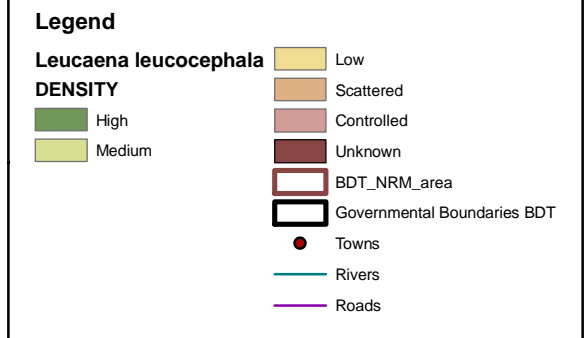 Legend
Leucaena leucocephala
DENSITY
High
Medium
Low
Scattered
Controlled
Unknown
BDT_NRM_area
Governmental Boundaries BDT
Towns
Rivers
Roads